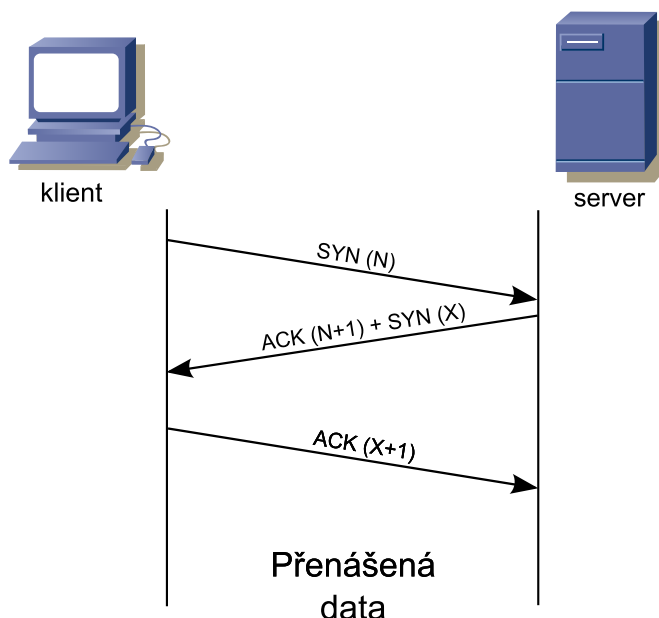 klient
server
SYN (N)
ACK (N+1) + SYN (X)
ACK (X+1)
Přenášená
data